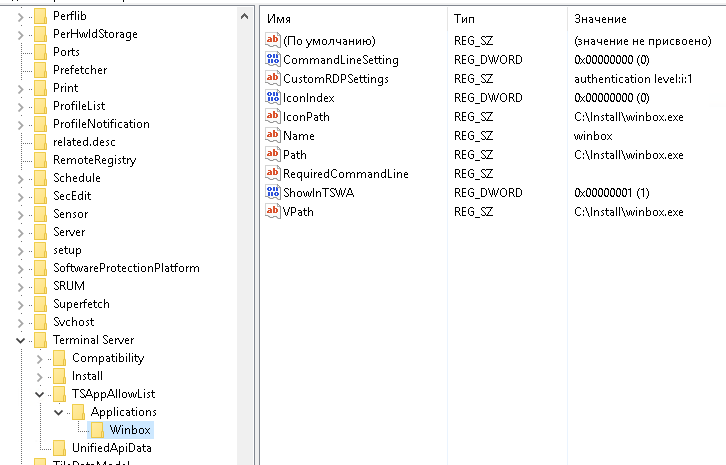 Perflib
PerHwIdStorage
Ports
Prefetcher
Print
ProfileList
ProfileNotification
related.desc
RemoteRegistry
Schedule
SecEdit
Sensor
Server
setup
SoftwareProtectionPlatform
SRUM
Superfetch
Svchost
Terminal Server
Compatibility
Install
TSAppAllowList
Applications
Winbox
UnifiedApiData
TileDataModel
Имя Тип Значение
(По умолчанию) REG_SZ (значение не присвоено)
CommandLineSetting REG_DWORD 0x00000000 (0)
CustomRDPSettings REG_SZ authentication level:i:1
IconIndex REG_DWORD 0x00000000 (0)
IconPath REG_SZ C:\Install\winbox.exe
Name REG_SZ winbox
Path REG_SZ C:\Install\winbox.exe
RequiredCommandLine REG_SZ
ShowInTSWA REG_DWORD 0x00000001 (1)
VPath REG_SZ C:\Install\winbox.exe